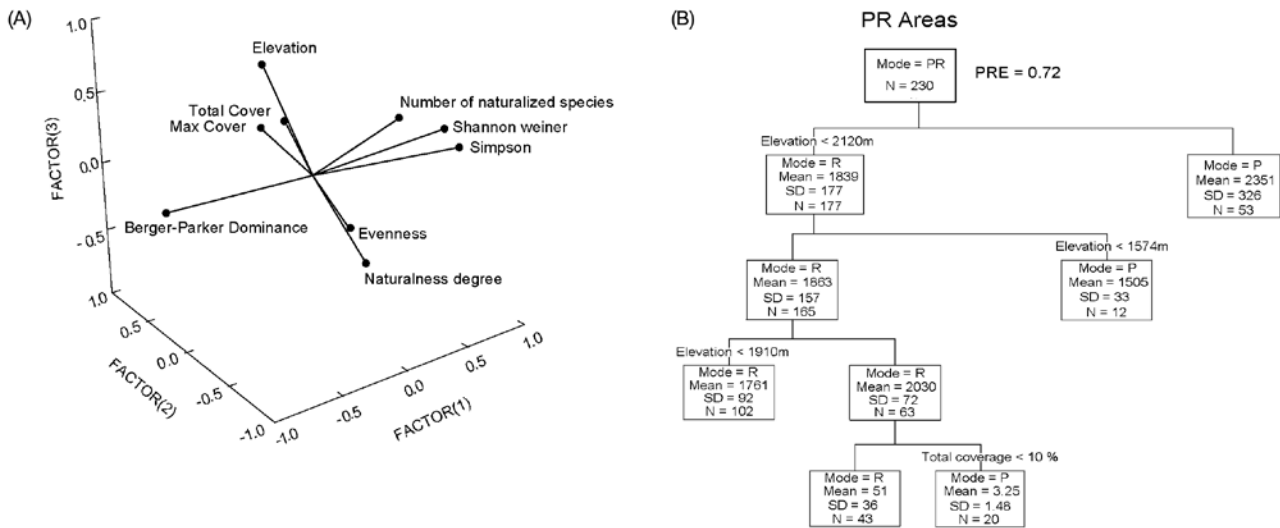 (A)
1.0
0.5
0.0
- 0.5
FACTOR(3)
Elevation
Total Cover
Max Cover
Number of naturalized species
Shannon weiner
Simpson
Berger-Parker Dominance
Evenness
Naturalness degree
1.0
0.5
0.0
-0.5
-1.0
FACTOR(2)
-1.0
-0.5
0.0
0.5
1.0
FACTOR(1)
(B)
PR Areas
Mode = PR
N = 230
PRE = 0.72
Elevation < 2120m
Mode = R
Mean = 1839
SD = 177
N = 177
Mode = P
Mean = 2351
SD = 326
N = 53
Mode = R
Mean = 1863
SD = 157
N = 165
Elevation < 1574m
Mode = P
Mean = 1505
SD = 33
N = 12
Elevation < 1910m
Mode = R
Mean = 1761
SD = 92
N = 102
Mode = R
Mean = 2030
SD = 72
N = 63
Mode = R
Mean = 51
SD = 36
N = 43
Total coverage < 10 %
Mode = P
Mean = 3.25
SD = 1.48
N = 20